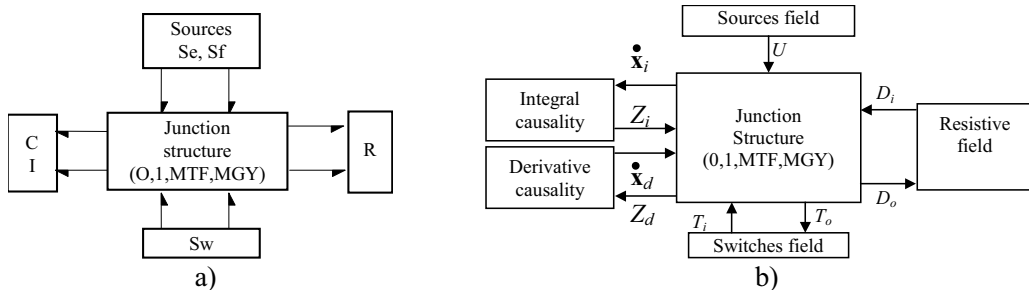 Sources
Se, Sf
C
I
Junction
structure
(O,1,MTF,MGY)
R
Sw
a)
Sources field
U
ẋi
Integral
causality
Zi
Derivative
causality
ẋd
Zd
Junction
Structure
(0,1,MTF,MGY)
Di
Resistive
field
Do
Ti
To
Switches field
b)